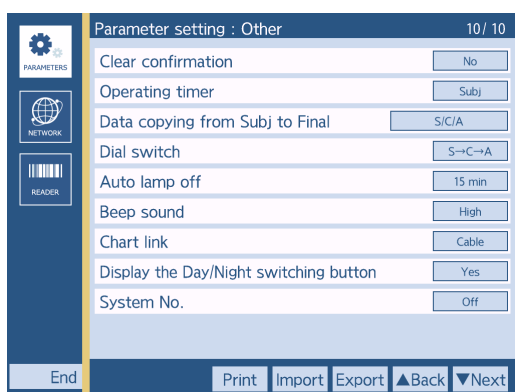 Parameter setting : Other 10/ 10
PARAMETERS
NETWORK
READER
Clear confirmation No
Operating timer Subj
Data copying from Subj to Final S/C/A
Dial switch S→C→A
Auto lamp off 15 min
Beep sound High
Chart link Cable
Display the Day/Night switching button Yes
System No. Off
End Print Import Export ▲Back ▼Next